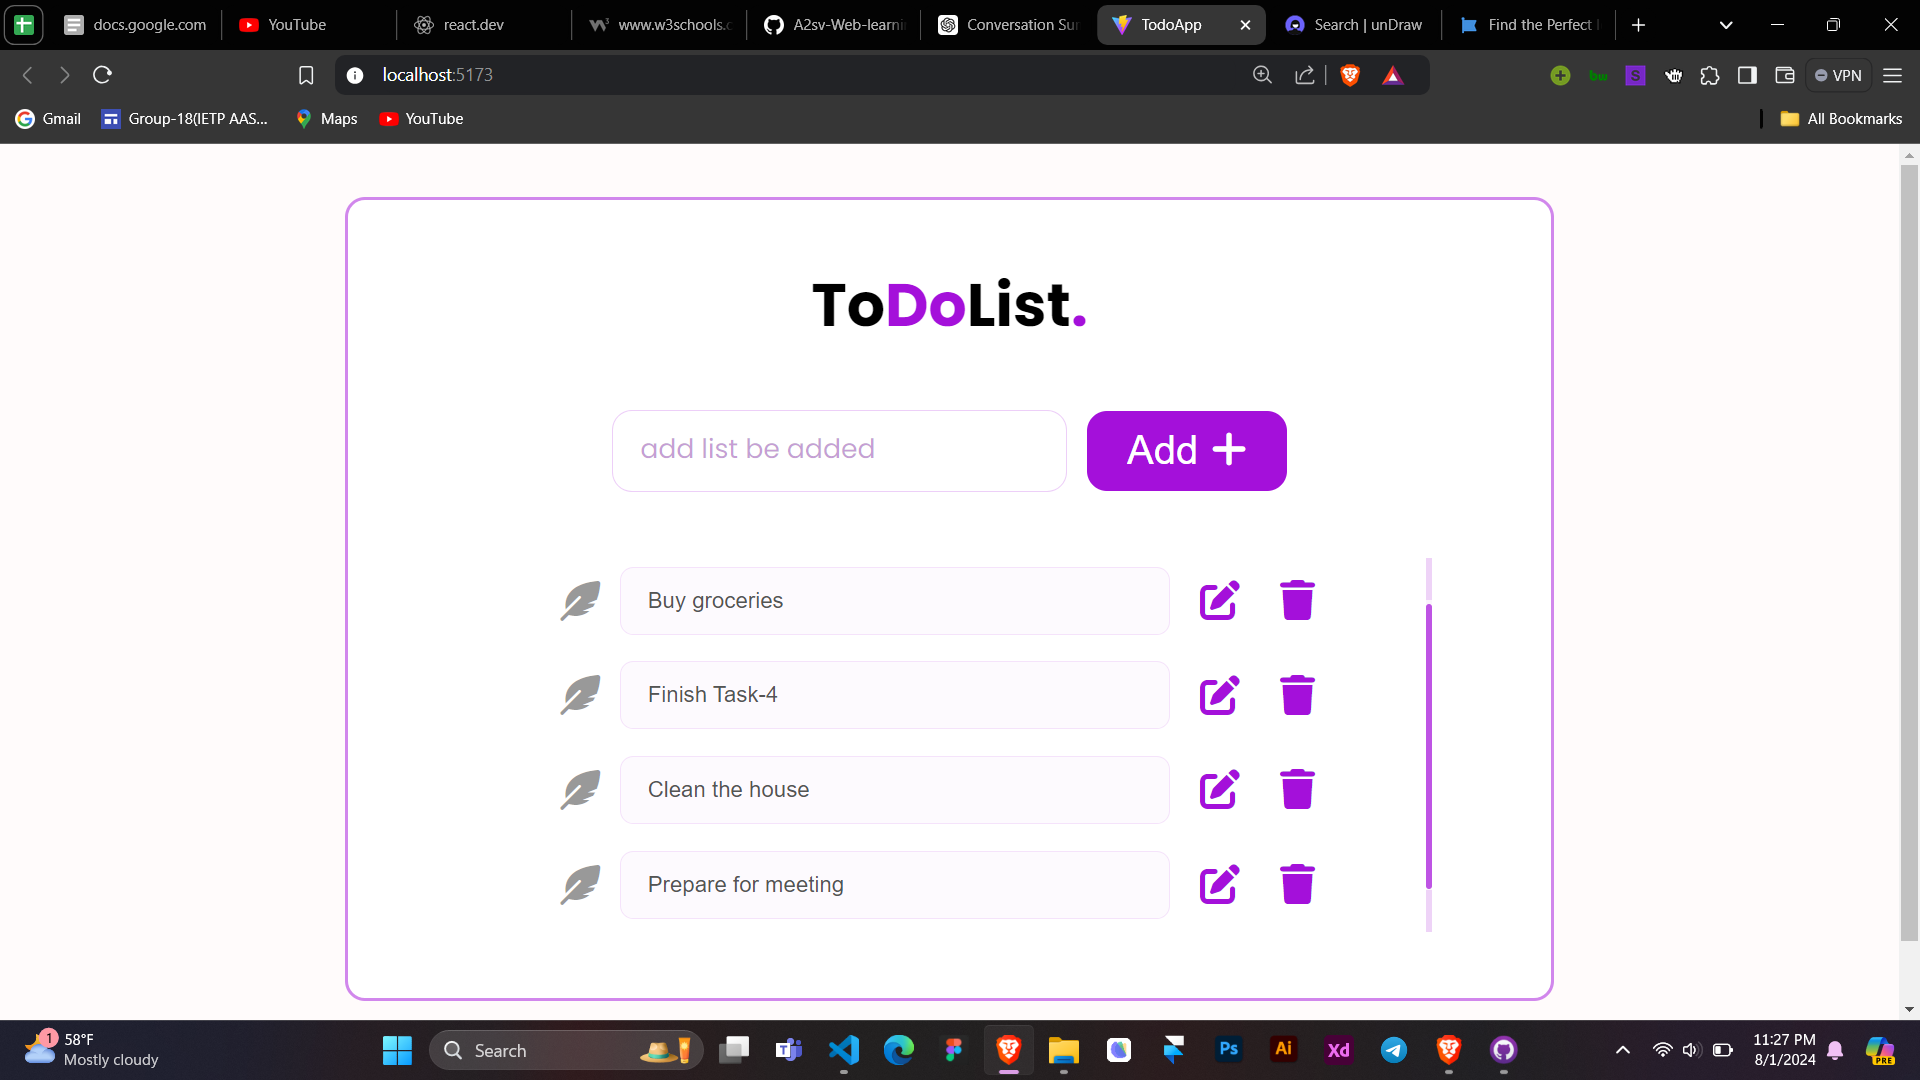 docs.google.com
YouTube
react.dev
www.w3schools.c
A2sv-Web-learni
Conversation Su
TodoApp
Search | unDraw
Find the Perfect
localhost:5173
VPN
Gmail
Group-18(IETP AAS...
Maps
YouTube
All Bookmarks
ToDoList.
add list be added
Add +
Buy groceries
Finish Task-4
Clean the house
Prepare for meeting
1
58°F
Mostly cloudy
Search
Ps
Ai
Xd
PRE
11:27 PM
8/1/2024